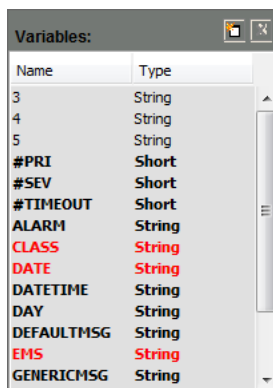 Variables:
Name Type
3 String
4 String
5 String
#PRI Short
#SEV Short
#TIMEOUT Short
ALARM String
CLASS String
DATE String
DATETIME String
DAY String
DEFAULTMSG String
EMS String
GENERICMSG String